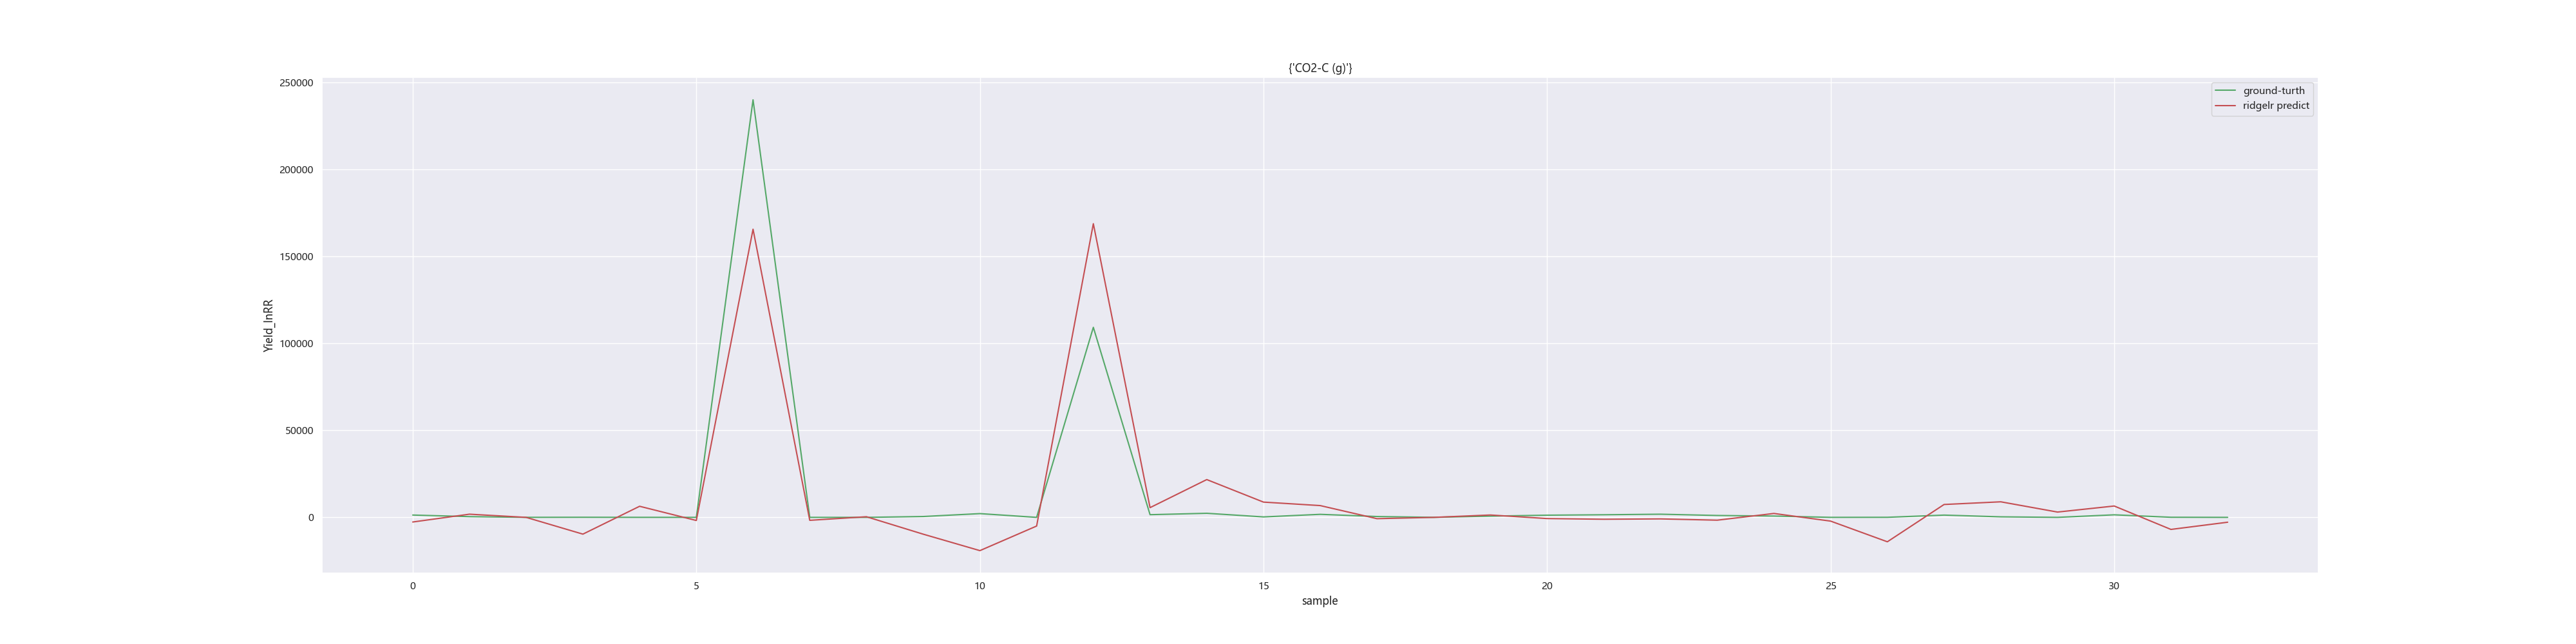 {'CO2-C (g)'}
250000
200000
150000
100000
50000
0
Yield_lnRR
ground-turth
ridgelr predict
0 5 10 15 20 25 30
sample